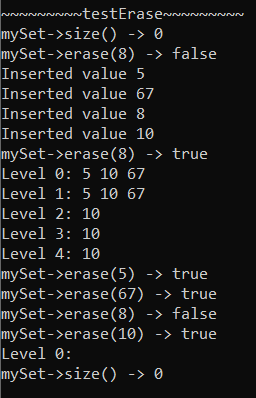 ~~~~~~~~~testErase~~~~~~~~~
mySet->size() -> 0
mySet->erase(8) -> false
Inserted value 5
Inserted value 67
Inserted value 8
Inserted value 10
mySet->erase(8) -> true
Level 0: 5 10 67
Level 1: 5 10 67
Level 2: 10
Level 3: 10
Level 4: 10
mySet->erase(5) -> true
mySet->erase(67) -> true
mySet->erase(8) -> false
mySet->erase(10) -> true
Level 0:
mySet->size() -> 0